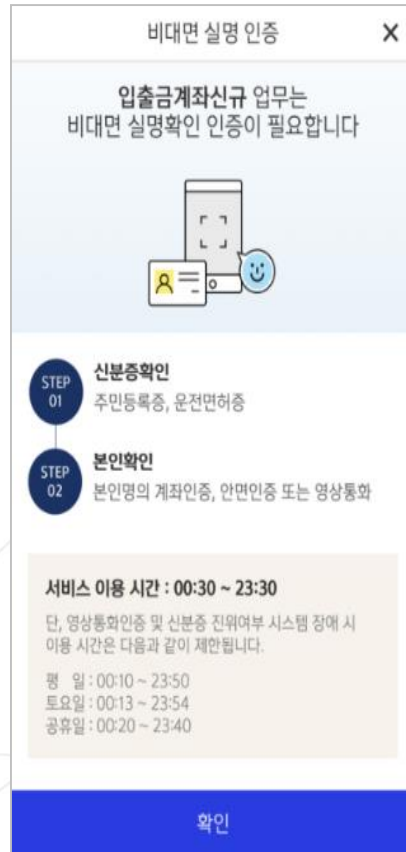 비대면 실명 인증
입출금계좌신규 업무는
비대면 실명확인 인증이 필요합니다
STEP
01
신분증확인
주민등록증, 운전면허증
STEP
02
본인확인
본인명의 계좌인증, 안면인증 또는 영상통화
서비스 이용 시간 : 00:30 ~ 23:30
단, 영상통화인증 및 신분증 진위여부 시스템 장애 시
이용 시간은 다음과 같이 제한됩니다.
평 일 : 00:10 ~ 23:50
토요일 : 00:13 ~ 23:54
공휴일 : 00:20 ~ 23:40
확인